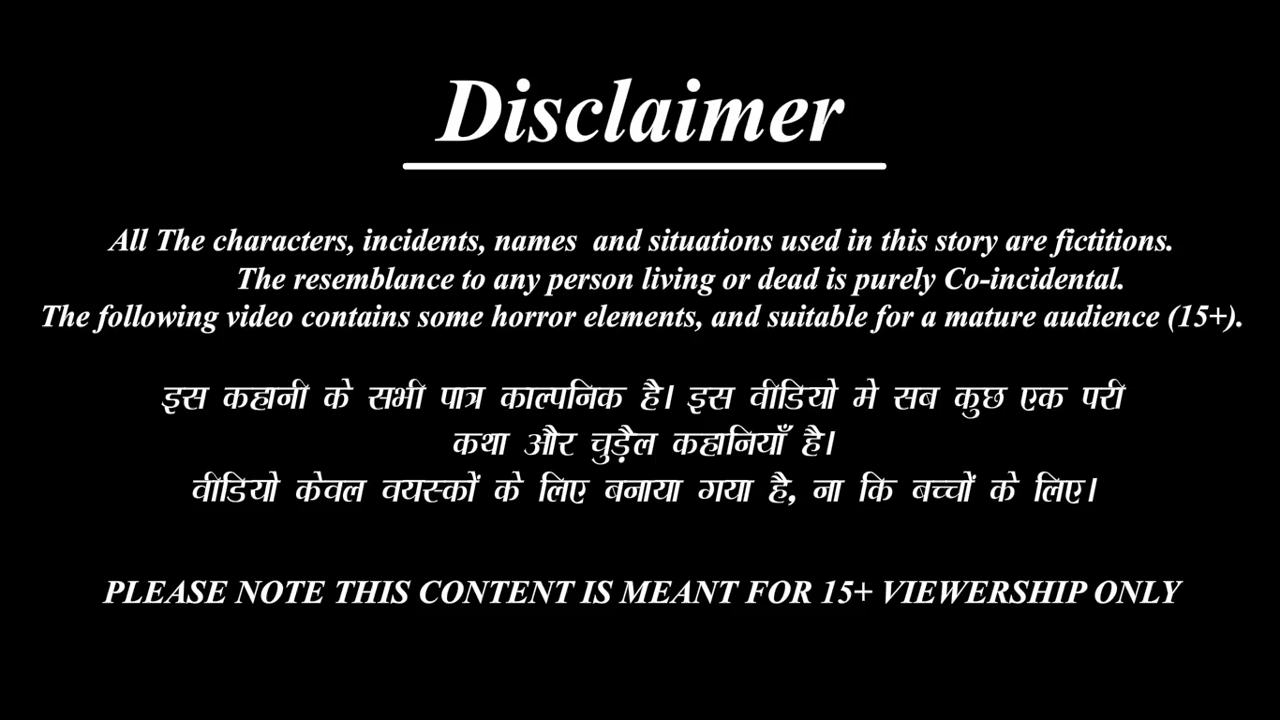 Disclaimer
All The characters, incidents, names and situations used in this story are fictitions.
The resemblance to any person living or dead is purely Co-incidental.
The following video contains some horror elements, and suitable for a mature audience (15+).
इस कहानी के सभी पात्र काल्पनिक है। इस वीडियो मे सब कुछ एक परी
कथा और चुड़ैल कहानियाँ है।
वीडियो केवल वयस्कों के लिए बनाया गया है, ना कि बच्चों के लिए।
PLEASE NOTE THIS CONTENT IS MEANT FOR 15+ VIEWERSHIP ONLY